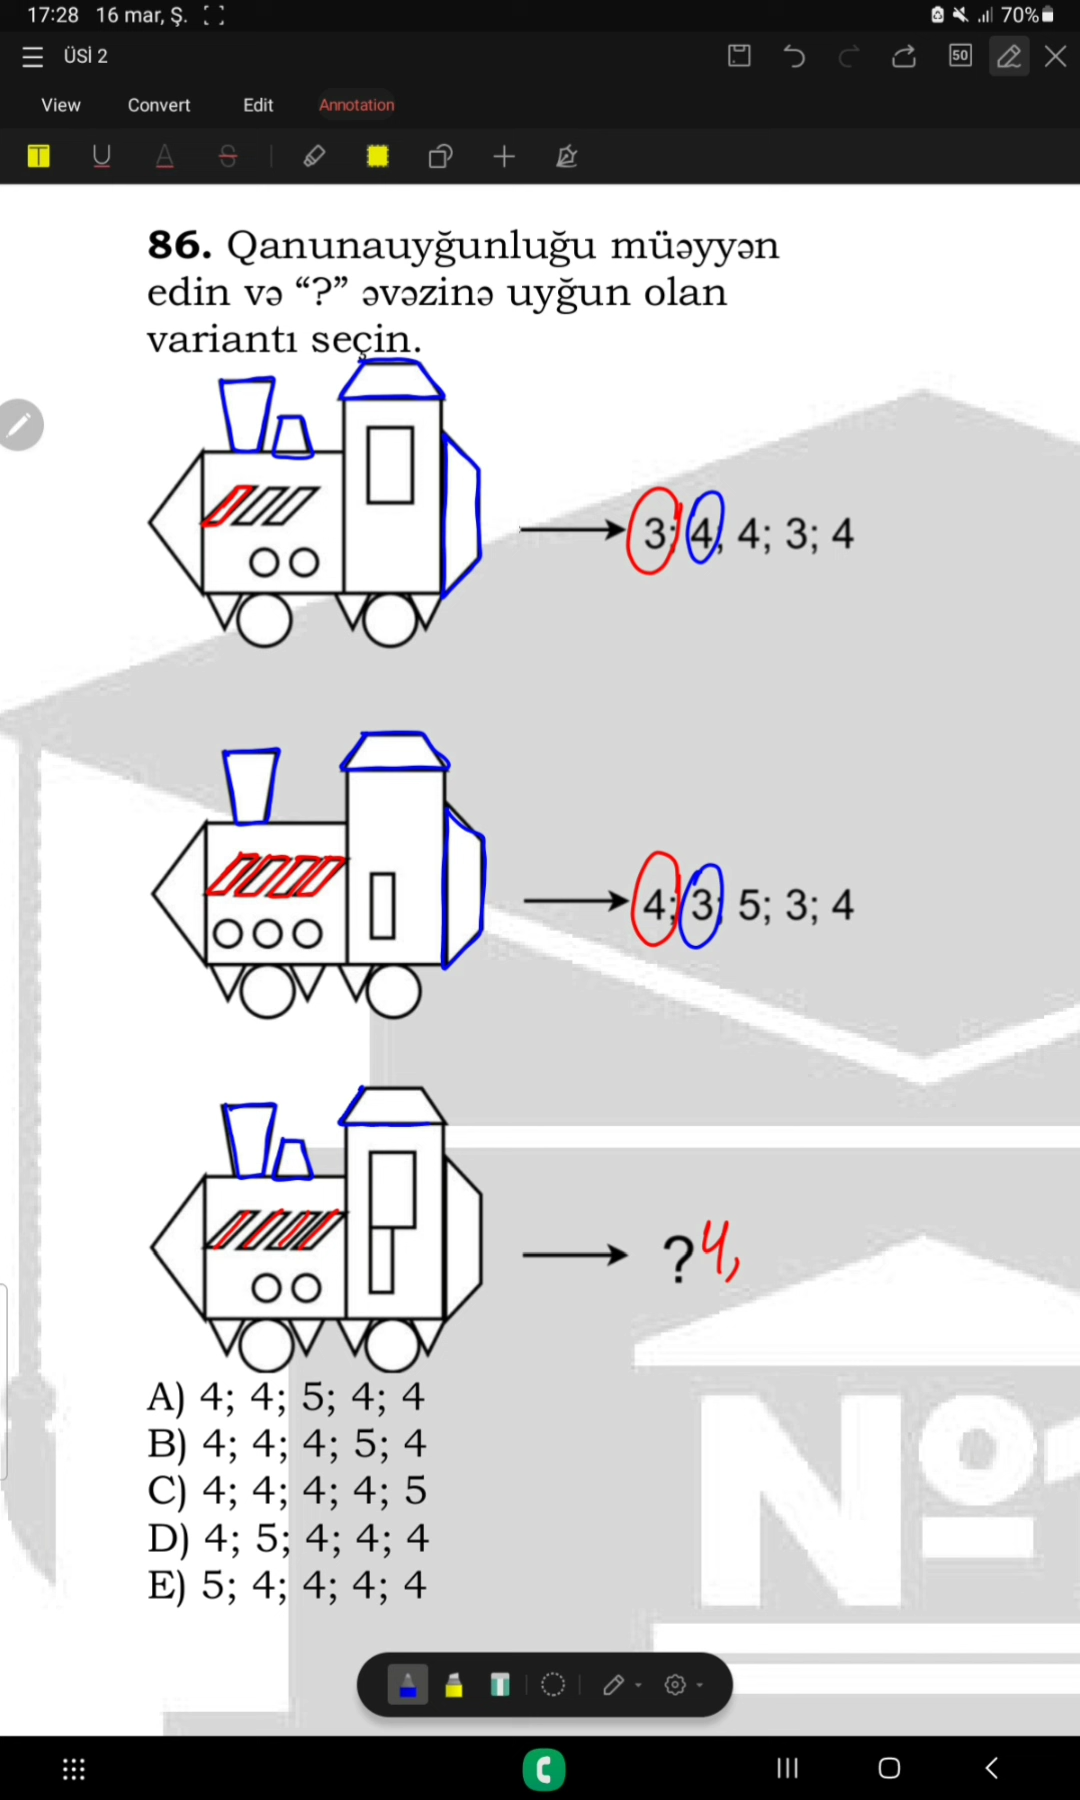 17:28 16 mar, Ş. 70%
ÜSİ 2
50
View Convert Edit Annotation
T U A S
86. Qanunauyğunluğu müəyyən
edin və “?” əvəzinə uyğun olan
variantı seçin.
3; 4; 4; 3; 4
4; 3; 5; 3; 4
? 4,
A) 4; 4; 5; 4; 4
B) 4; 4; 4; 5; 4
C) 4; 4; 4; 4; 5
D) 4; 5; 4; 4; 4
E) 5; 4; 4; 4; 4
№1